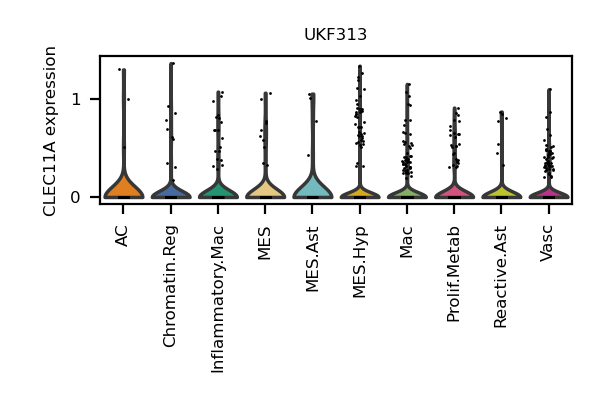 UKF313
CLEC11A expression
1
0
AC
Chromatin.Reg
Inflammatory.Mac
MES
MES.Ast
MES.Hyp
Mac
Prolif.Metab
Reactive.Ast
Vasc